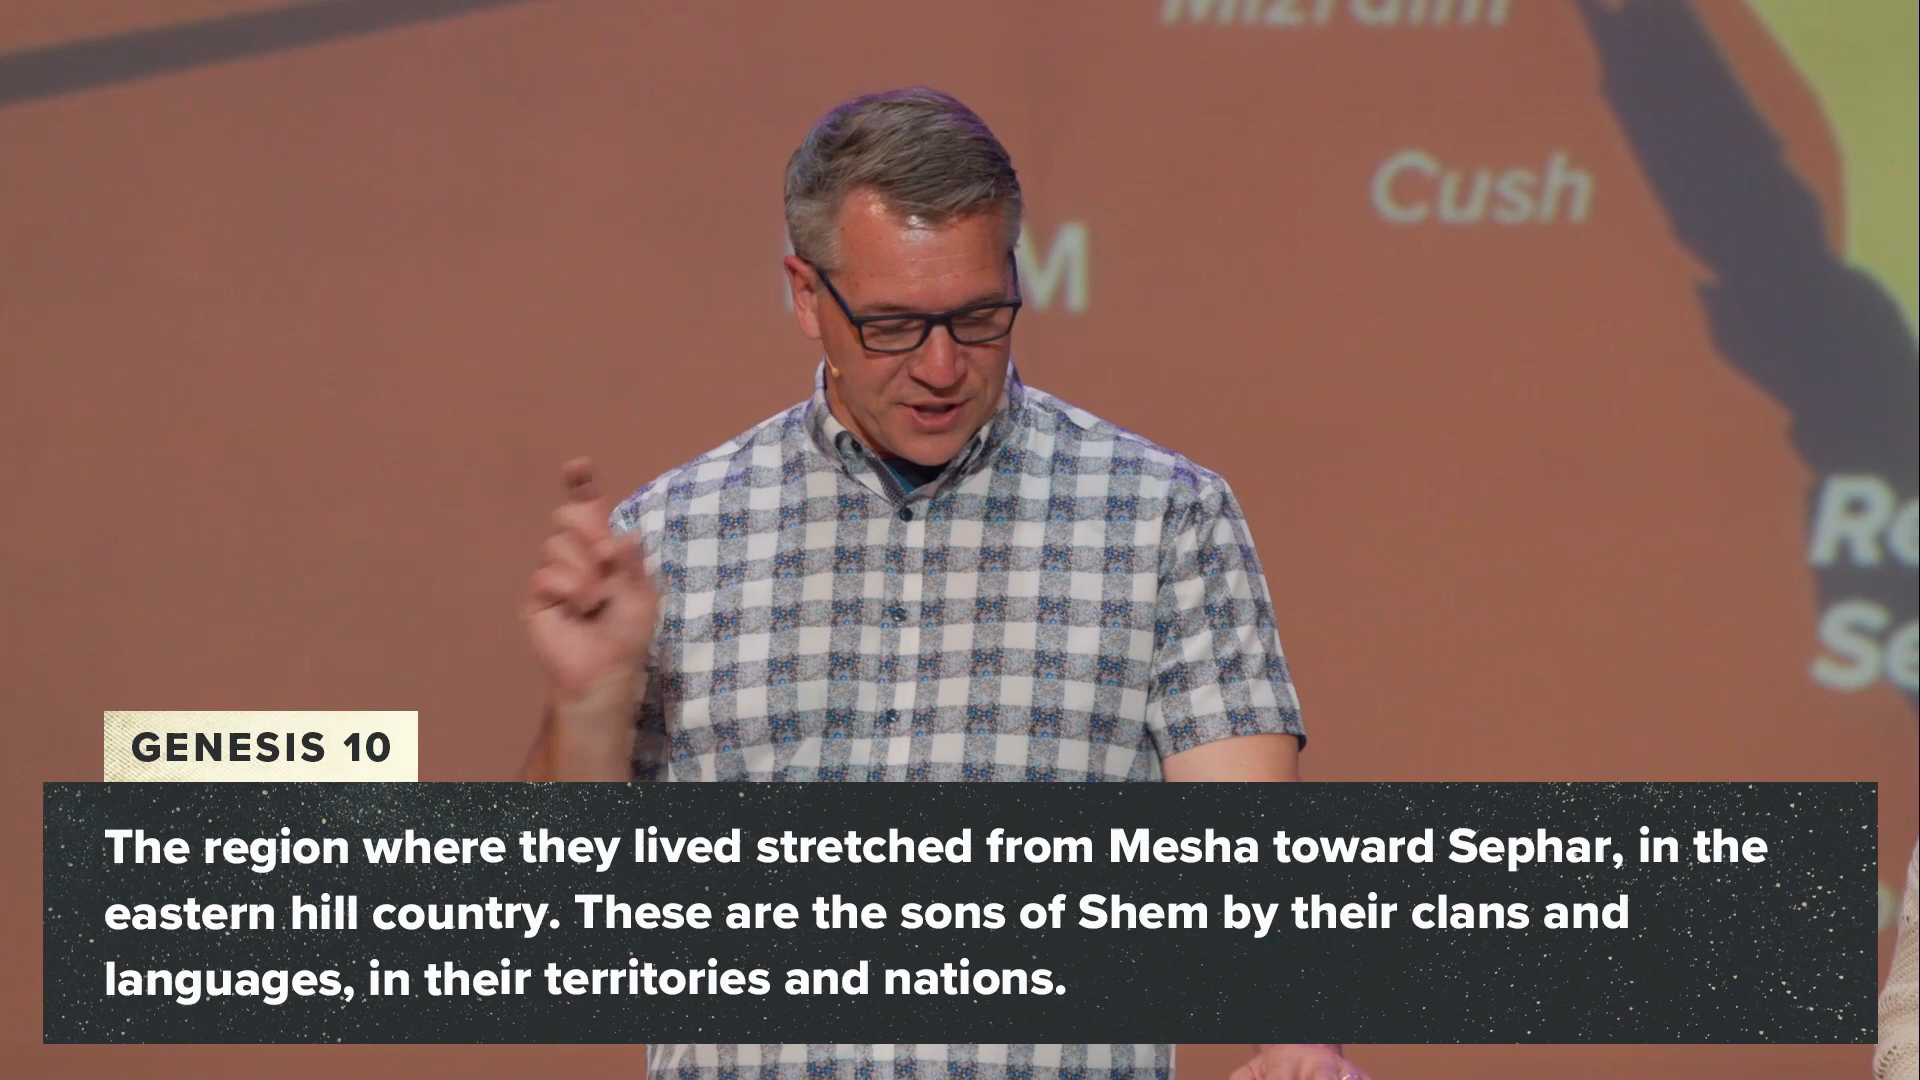 Mizraim
Cush
M
GENESIS 10
The region where they lived stretched from Mesha toward Sephar, in the
eastern hill country. These are the sons of Shem by their clans and
languages, in their territories and nations.